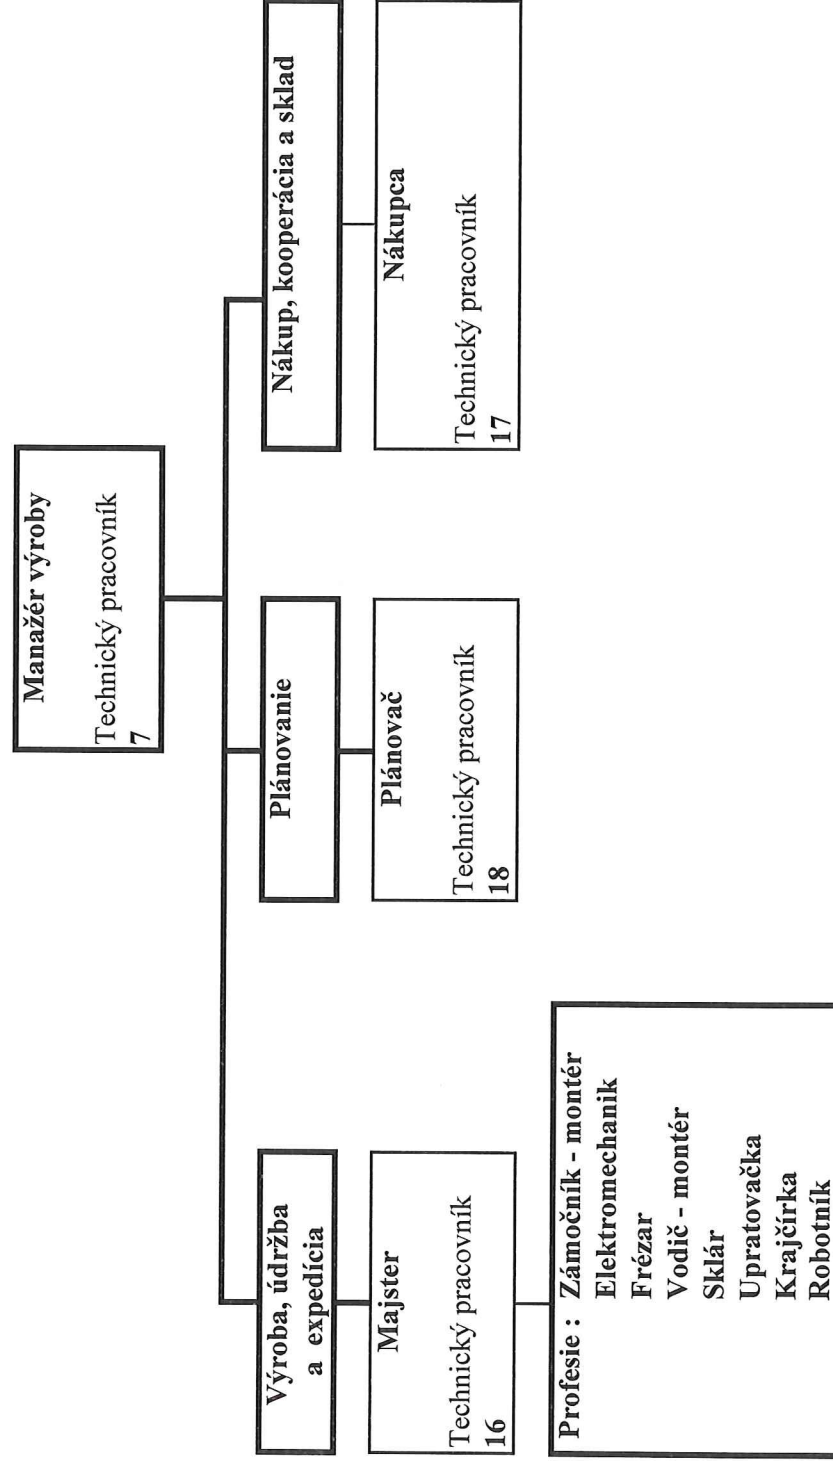 Manažér výroby
Technický pracovník
7
Výroba, údržba
a expedícia
Majster
Technický pracovník
16
Profesie : Zámočník - montér
Elektromechanik
Frézar
Vodič - montér
Sklár
Upratovačka
Krajčírka
Robotník
Plánovanie
Plánovač
Technický pracovník
18
Nákup, kooperácia a sklad
Nákupca
Technický pracovník
17